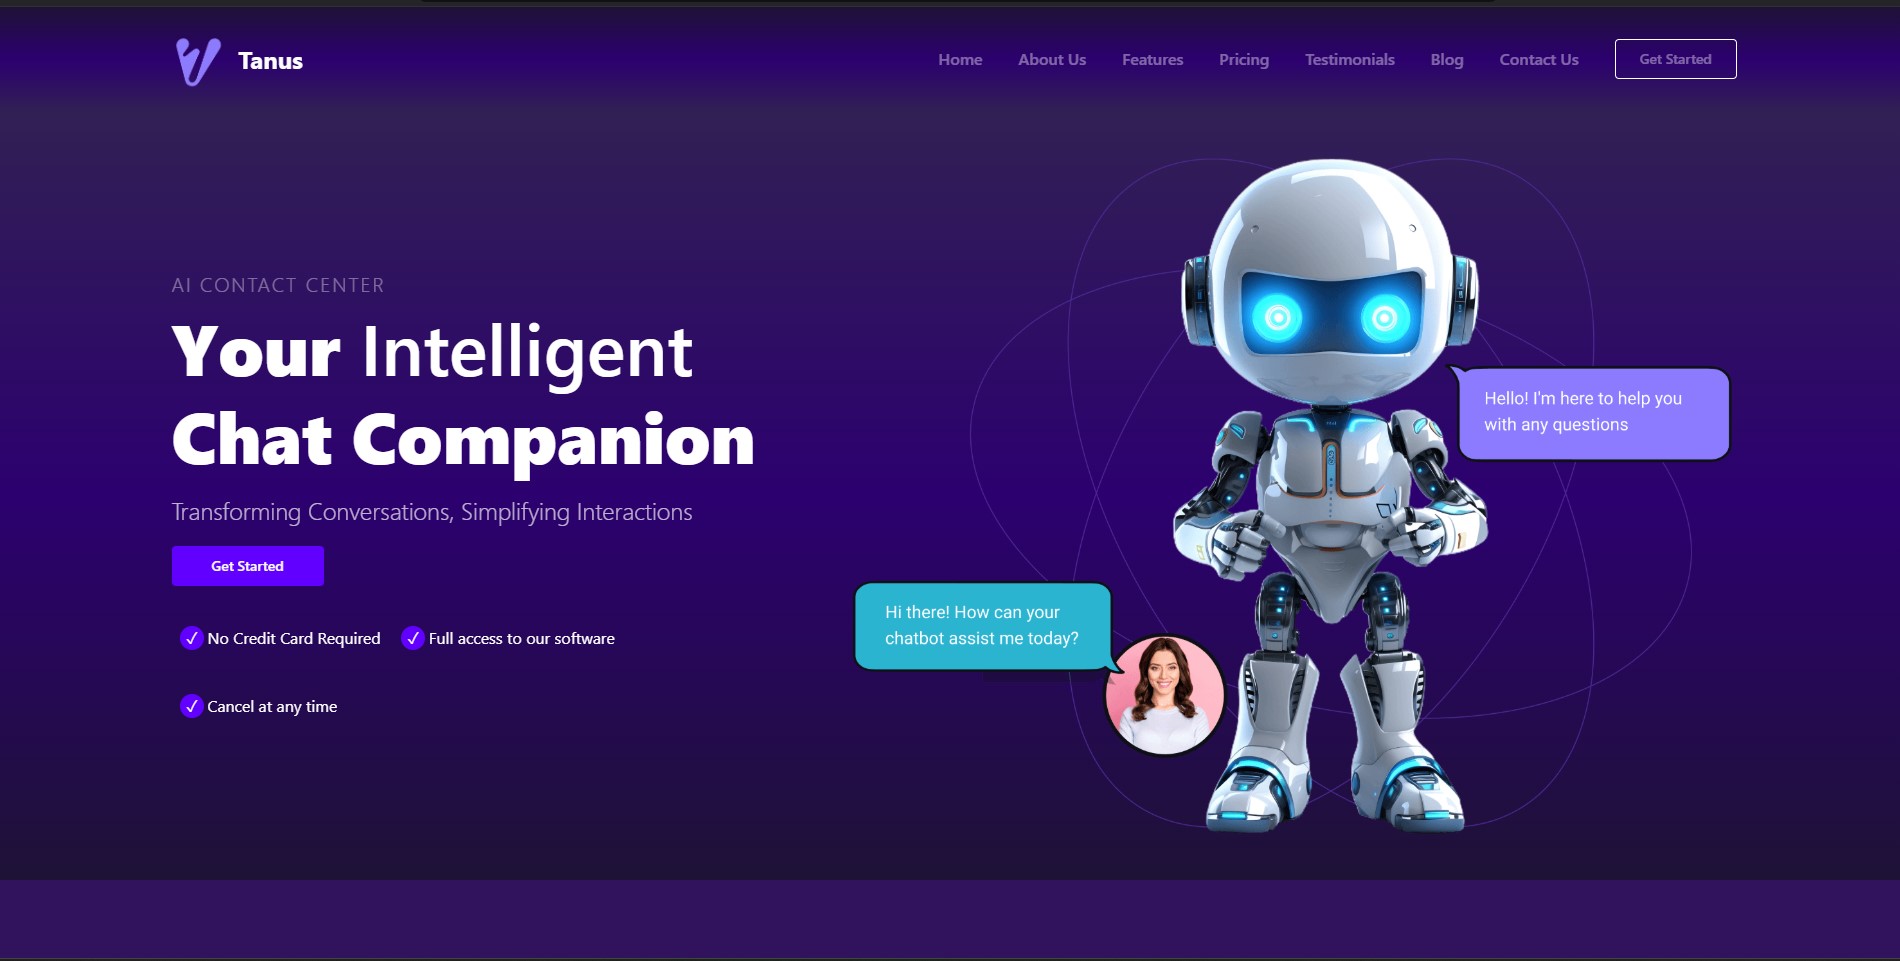 Tanus
Home
About Us
Features
Pricing
Testimonials
Blog
Contact Us
Get Started
AI CONTACT CENTER
Your Intelligent
Chat Companion
Transforming Conversations, Simplifying Interactions
Get Started
No Credit Card Required
Full access to our software
Cancel at any time
Hello! I'm here to help you
with any questions
Hi there! How can your
chatbot assist me today?